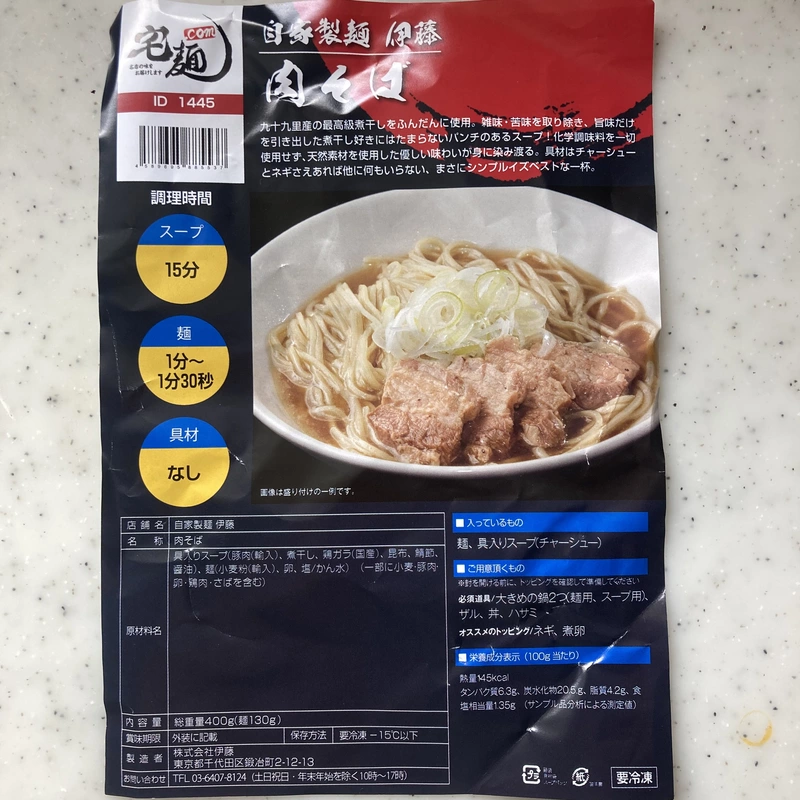 宅麺
.com
名店の味を
お届けします
ID 1445
自家製麺 伊藤
肉そば
九十九里産の最高級煮干しをふんだんに使用。雑味・苦味を取り除き、旨味だけ
を引き出した煮干し好きにはたまらないパンチのあるスープ!化学調味料を一切
使用せず、天然素材を使用した優しい味わいが身に染み渡る。具材はチャーシュー
とネギさえあれば他に何もいらない、まさにシンプルイズベストな一杯。
調理時間
スープ
15分
麺
1分〜
1分30秒
具材
なし
画像は盛り付けの一例です。
店舗名 自家製麺 伊藤
名称 肉そば
原材料名 具入りスープ(豚肉(輸入)、煮干し、鶏ガラ(国産)、昆布、鯖節、
醤油)、麺(小麦粉(輸入)、卵、塩/かん水) (一部に小麦・豚肉・
卵・鶏肉・さばを含む)
内容量 総重量400g(麺130g)
賞味期限 外装に記載 保存方法 要冷凍 −15℃以下
製造者 株式会社伊藤
東京都千代田区鍛冶町2-12-13
お問い合わせ TEL 03-6407-8124 (土日祝日・年末年始を除く10時〜17時)
■ 入っているもの
麺、具入りスープ(チャーシュー)
■ ご用意頂くもの
※封を開ける前に、トッピングを確認して準備してください
必須道具/大きめの鍋2つ(麺用、スープ用)、
ザル、丼、ハサミ
オススメのトッピング/ネギ、煮卵
■ 栄養成分表示(100g当たり)
熱量145kcal
タンパク質6.3g、炭水化物20.5g、脂質4.2g、食
塩相当量1.35g (サンプル品分析による測定値)
プラ
紙
要冷凍